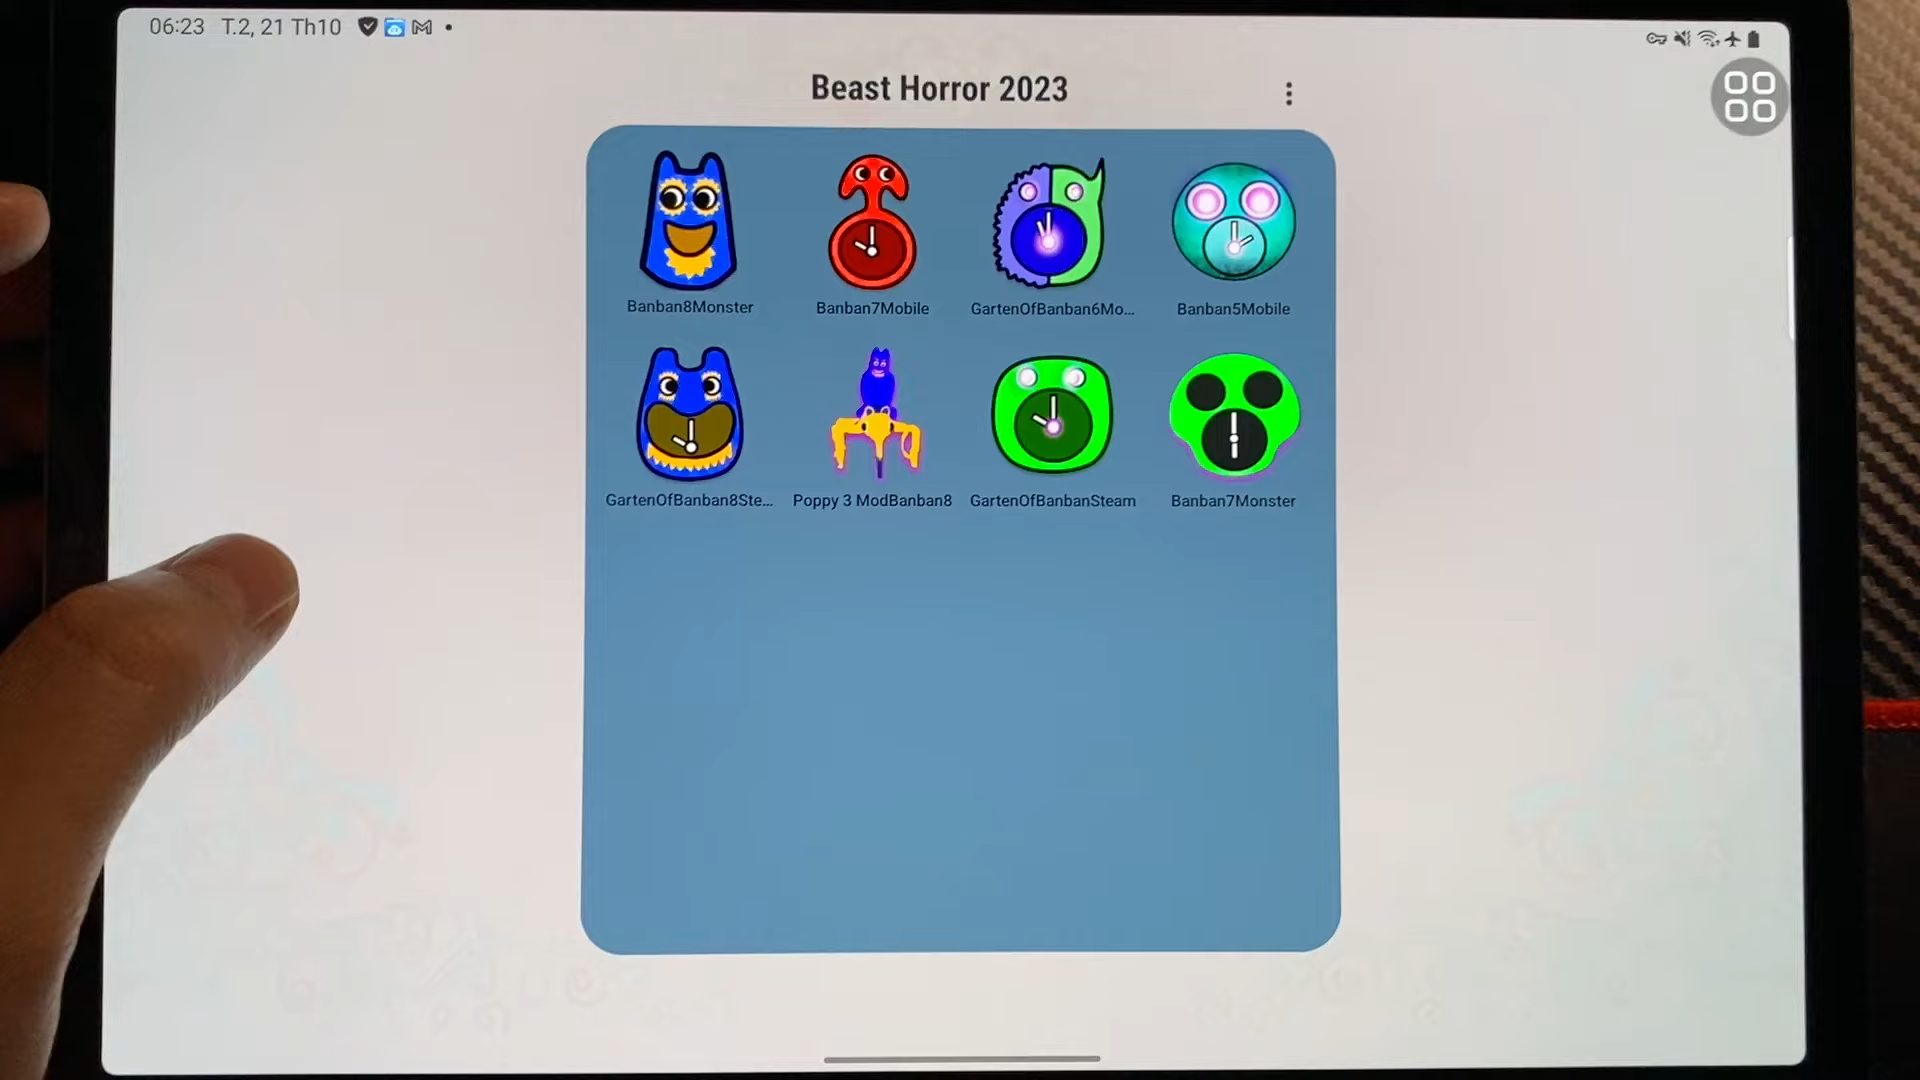 06:23 T.2, 21 Th10
Beast Horror 2023
Banban8Monster
Banban7Mobile
GartenOfBanban6Mo...
Banban5Mobile
GartenOfBanban8Ste...
Poppy 3 ModBanban8
GartenOfBanbanSteam
Banban7Monster